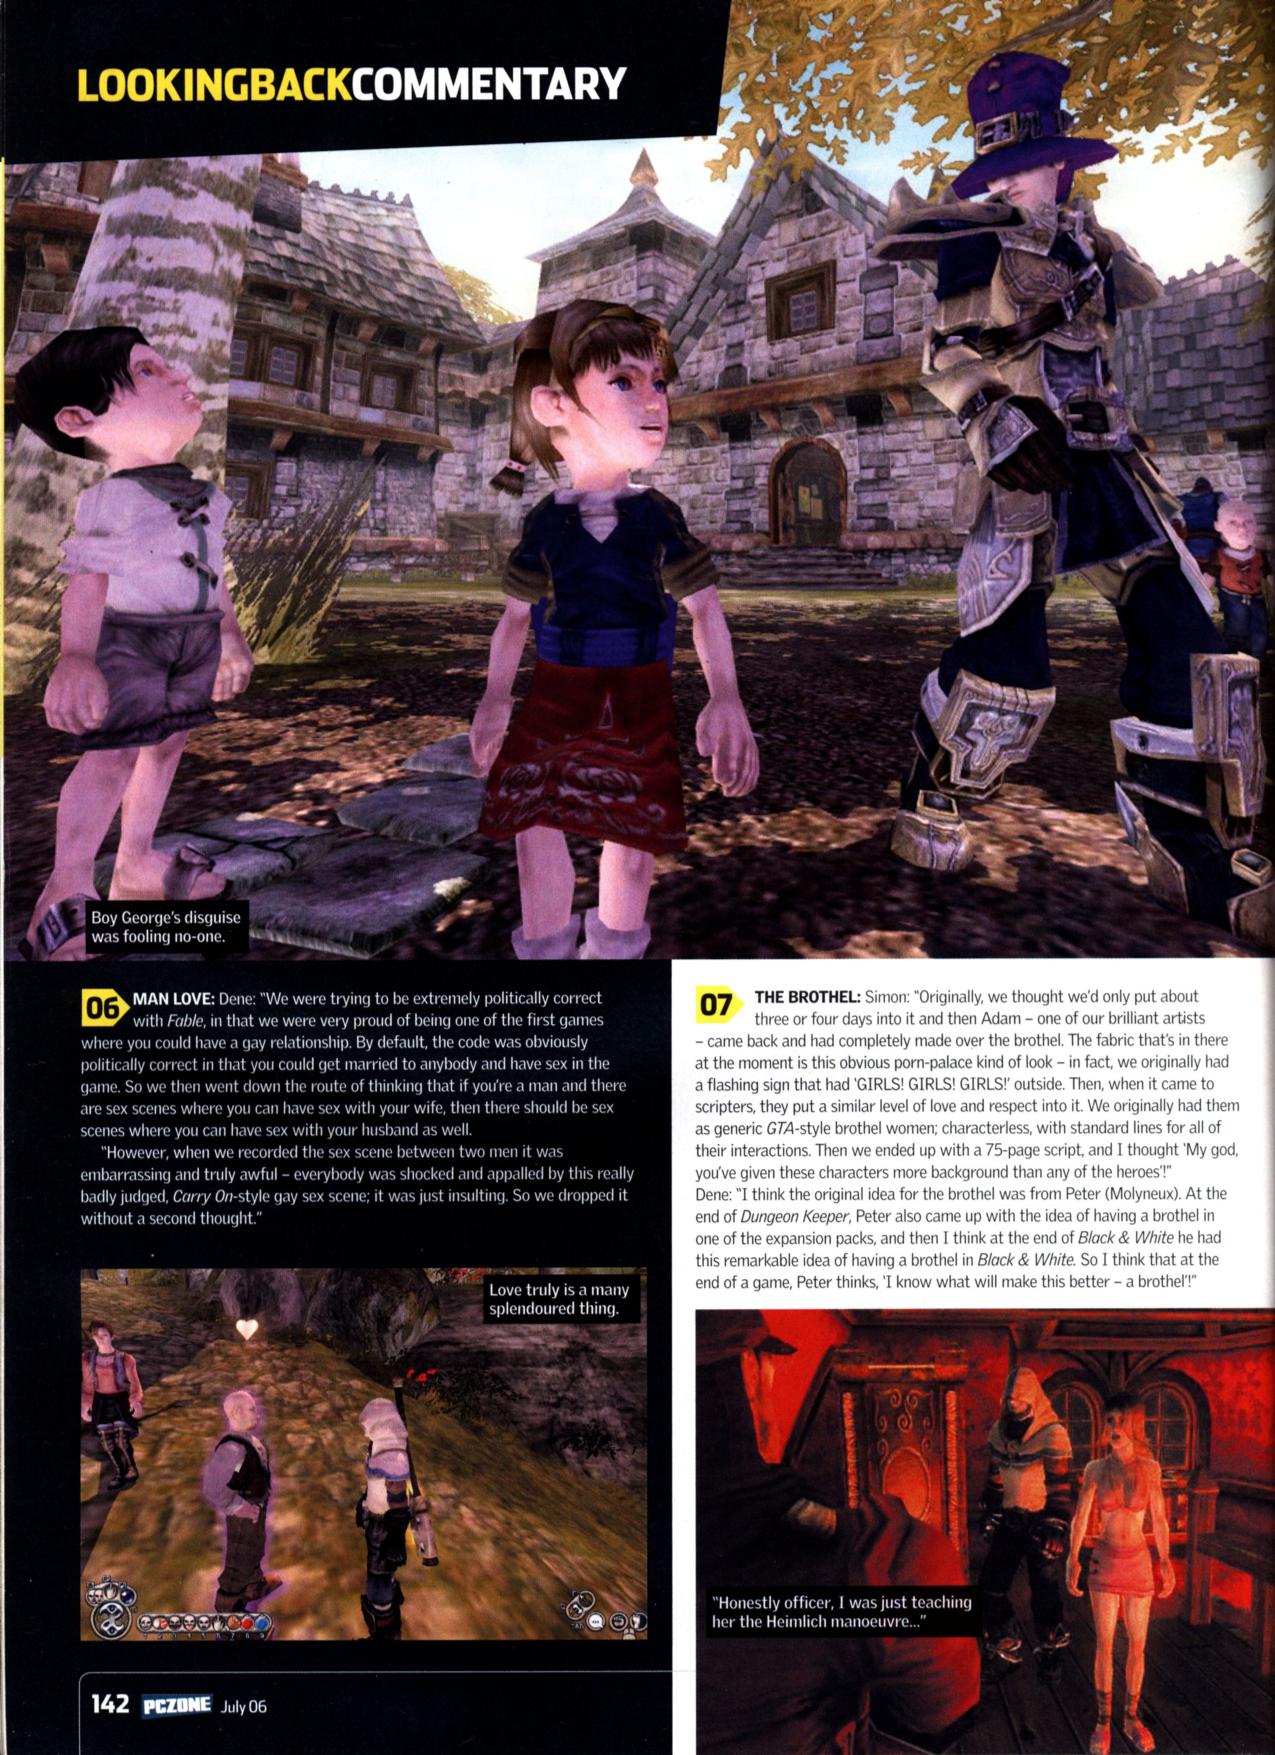 LOOKINGBACKCOMMENTARY
Boy George's disguise
was fooling no-one.
06 MAN LOVE: Dene: "We were trying to be extremely politically correct
with Fable, in that we were very proud of being one of the first games
where you could have a gay relationship. By default, the code was obviously
politically correct in that you could get married to anybody and have sex in the
game. So we then went down the route of thinking that if you're a man and there
are sex scenes where you can have sex with your wife, then there should be sex
scenes where you can have sex with your husband as well.
"However, when we recorded the sex scene between two men it was
embarrassing and truly awful – everybody was shocked and appalled by this really
badly judged, Carry On-style gay sex scene; it was just insulting. So we dropped it
without a second thought."
Love truly is a many
splendoured thing.
07 THE BROTHEL: Simon: "Originally, we thought we'd only put about
three or four days into it and then Adam – one of our brilliant artists
– came back and had completely made over the brothel. The fabric that's in there
at the moment is this obvious porn-palace kind of look – in fact, we originally had
a flashing sign that had 'GIRLS! GIRLS! GIRLS!' outside. Then, when it came to
scripters, they put a similar level of love and respect into it. We originally had them
as generic GTA-style brothel women; characterless, with standard lines for all of
their interactions. Then we ended up with a 75-page script, and I thought 'My god,
you've given these characters more background than any of the heroes'!"
Dene: "I think the original idea for the brothel was from Peter (Molyneux). At the
end of Dungeon Keeper, Peter also came up with the idea of having a brothel in
one of the expansion packs, and then I think at the end of Black & White he had
this remarkable idea of having a brothel in Black & White. So I think that at the
end of a game, Peter thinks, 'I know what will make this better – a brothel'!"
"Honestly officer, I was just teaching
her the Heimlich manoeuvre..."
142 PCZONE July 06